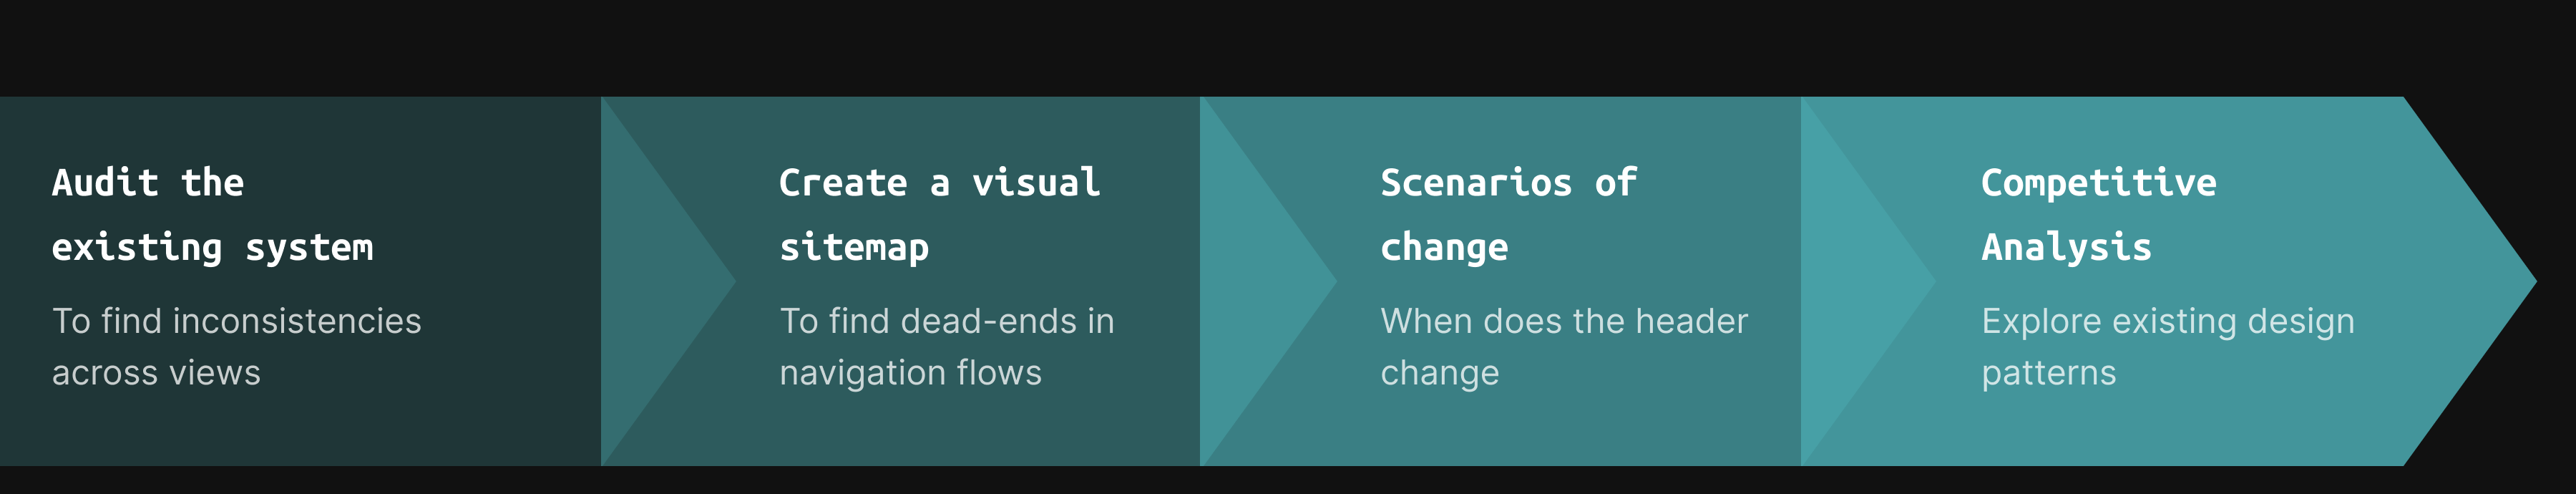 Audit the
existing system
To find inconsistencies
across views
Create a visual
sitemap
To find dead-ends in
navigation flows
Scenarios of
change
When does the header
change
Competitive
Analysis
Explore existing design
patterns